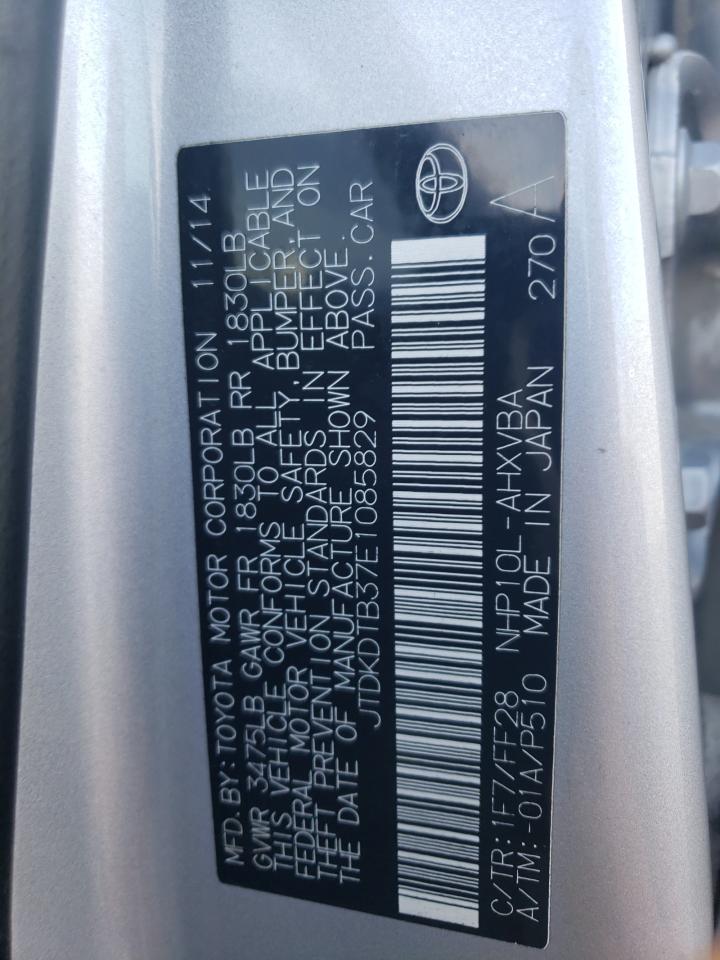 MFD. BY: TOYOTA MOTOR CORPORATION 11/14
GVWR 3475LB GAWR FR 1830LB RR 1830LB
THIS VEHICLE CONFORMS TO ALL APPLICABLE
FEDERAL MOTOR VEHICLE SAFETY, BUMPER, AND
THEFT PREVENTION STANDARDS IN EFFECT ON
THE DATE OF MANUFACTURE SHOWN ABOVE.
JTDKDTB37E1085829 PASS. CAR
C/TR: 1F7/FF28 NHP10L-AHXVBA
A/TM: -01A/P510 MADE IN JAPAN 270 A